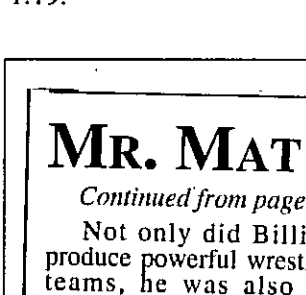 MR. MAT
Continued from page
Not only did Billi
produce powerful wrest
teams, he was also